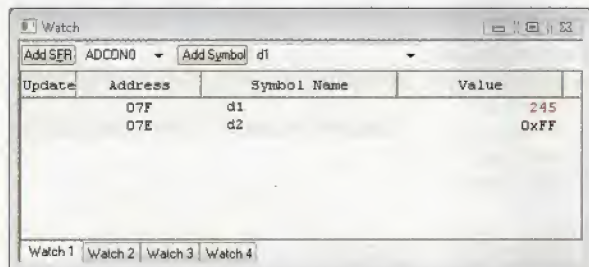 Watch
Add SFR ADCON0 Add Symbol d1
Update Address Symbol Name Value
07F d1 245
07E d2 0xFF
Watch 1 Watch 2 Watch 3 Watch 4